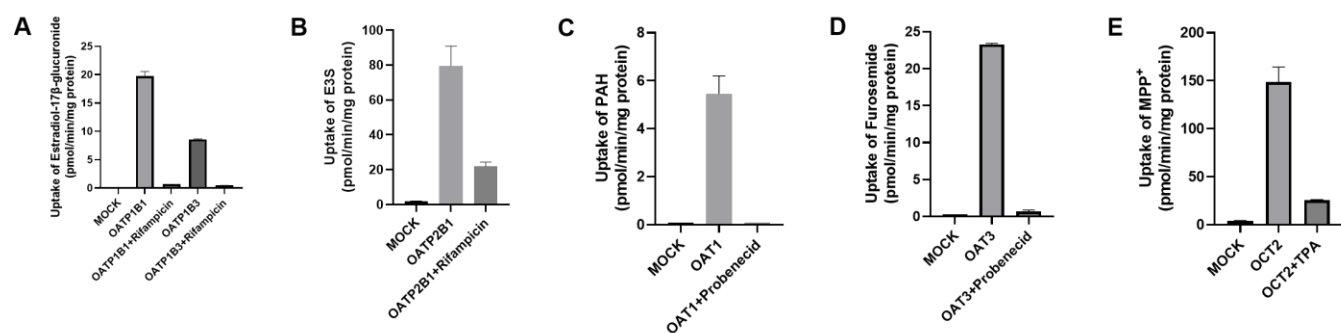 A
Uptake of Estradiol-17β-glucuronide
(pmol/min/mg protein)
25
20
15
10
5
0
MOCK
OATP1B1
OATP1B1+Rifampicin
OATP1B3
OATP1B3+Rifampicin
B
Uptake of E3S
(pmol/min/mg protein)
100
80
60
40
20
0
MOCK
OATP2B1
OATP2B1+Rifampicin
C
Uptake of PAH
(pmol/min/mg protein)
8
6
4
2
0
MOCK
OAT1
OAT1+Probenecid
D
Uptake of Furosemide
(pmol/min/mg protein)
25
20
15
10
5
0
MOCK
OAT3
OAT3+Probenecid
E
Uptake of MPP⁺
(pmol/min/mg protein)
200
150
100
50
0
MOCK
OCT2
OCT2+TPA